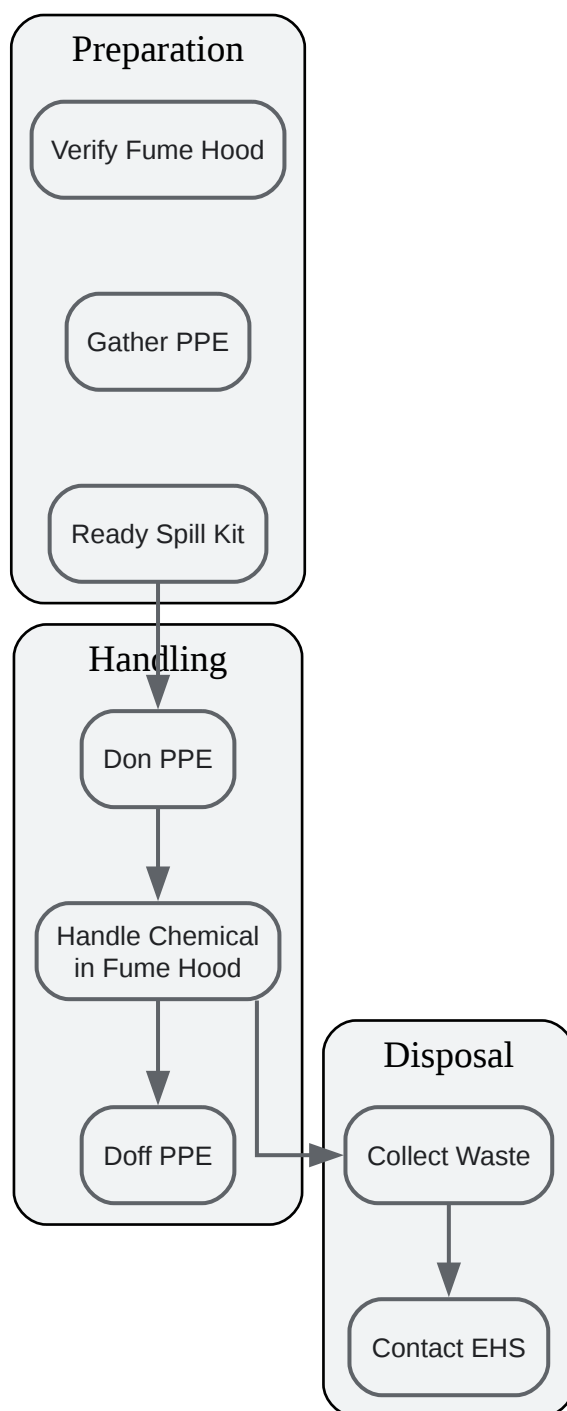 Preparation
Verify Fume Hood
Gather PPE
Ready Spill Kit
Handling
Don PPE
Handle Chemical
in Fume Hood
Doff PPE
Disposal
Collect Waste
Contact EHS